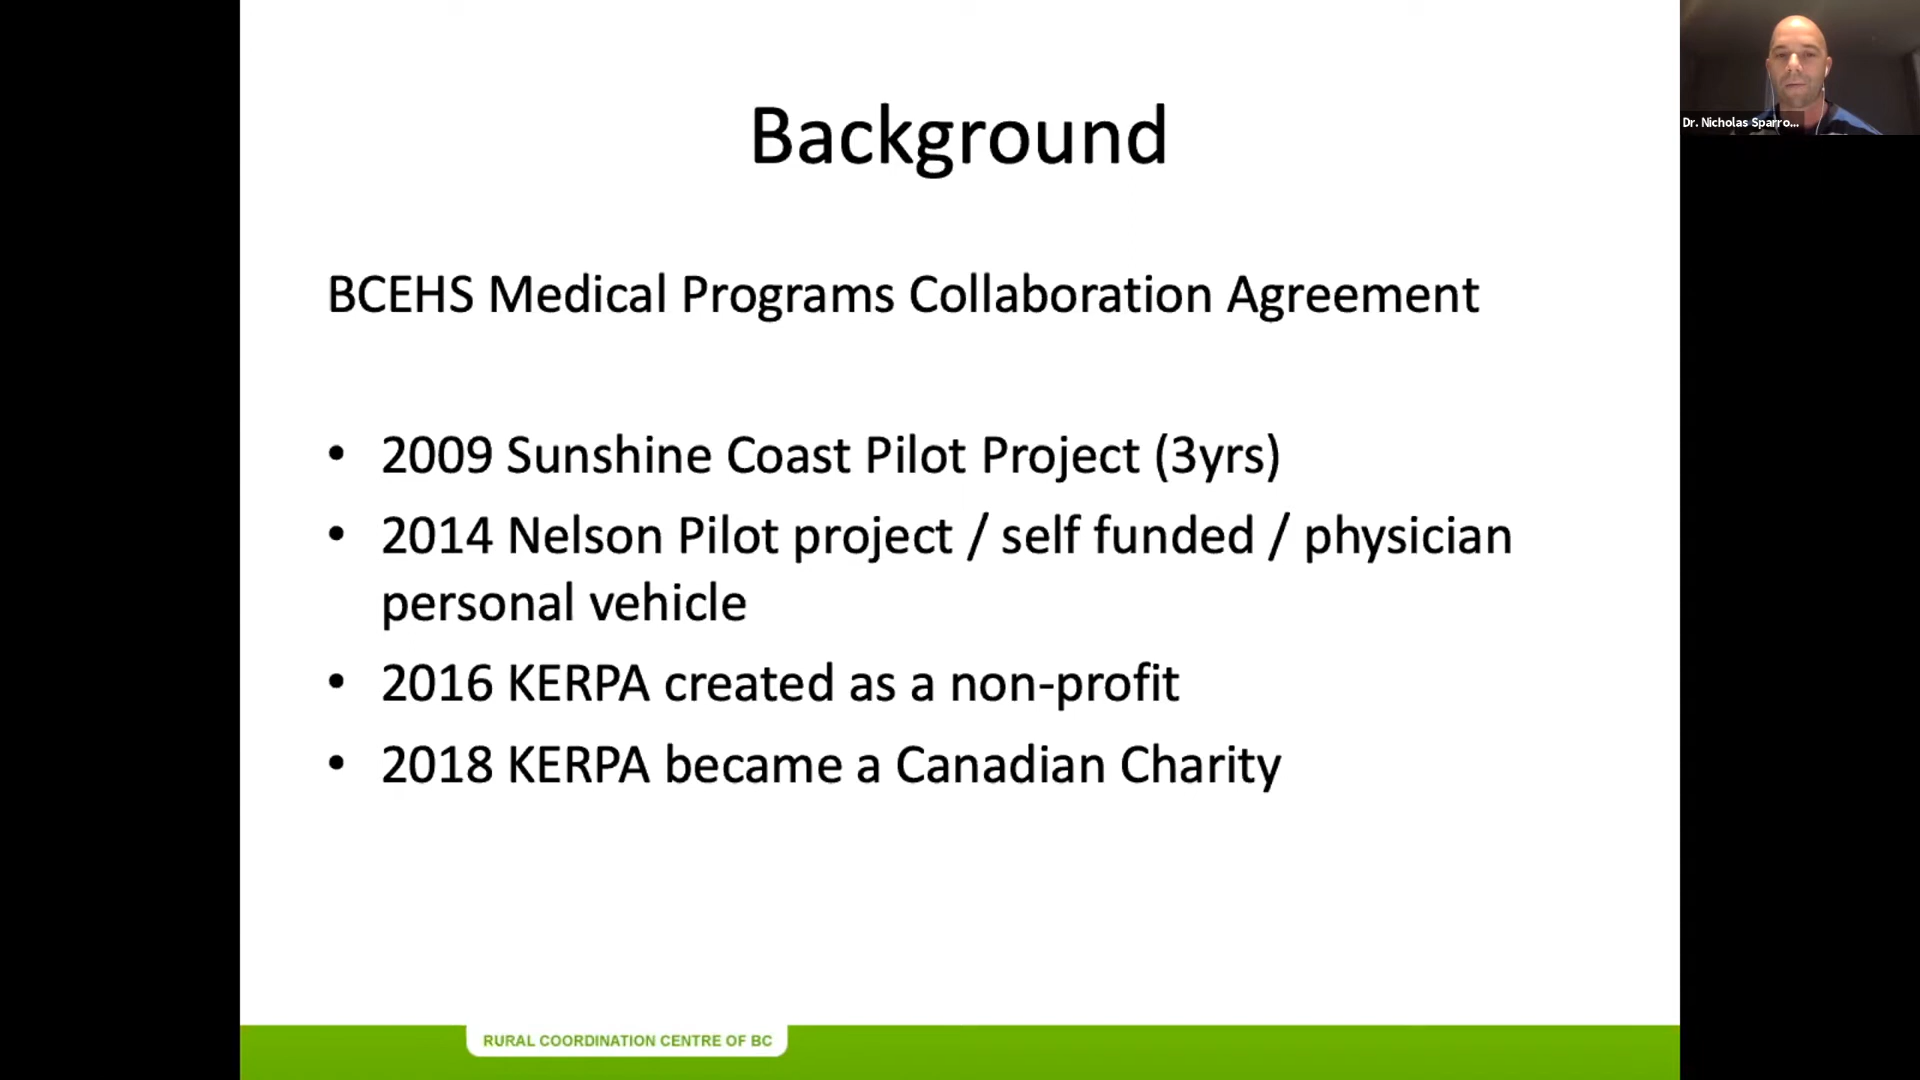 Background
Dr. Nicholas Sparro...
BCEHS Medical Programs Collaboration Agreement
• 2009 Sunshine Coast Pilot Project (3yrs)
• 2014 Nelson Pilot project / self funded / physician
personal vehicle
• 2016 KERPA created as a non-profit
• 2018 KERPA became a Canadian Charity
RURAL COORDINATION CENTRE OF BC